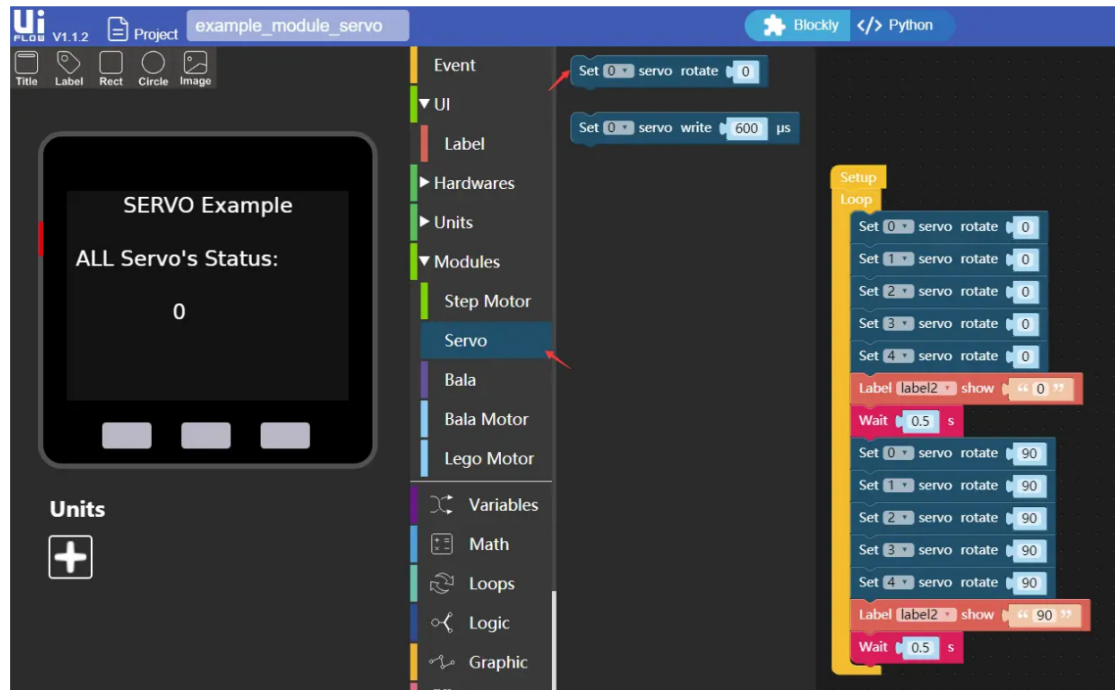 Ui
FLOW V1.1.2 Project example_module_servo Blockly </> Python
Title Label Rect Circle Image
SERVO Example
ALL Servo's Status:
0
Units
Event
UI
Label
Hardwares
Units
Modules
Step Motor
Servo
Bala
Bala Motor
Lego Motor
Variables
Math
Loops
Logic
Graphic
Set 0 servo rotate 0
Set 0 servo write 600 μs
Setup
Loop
Set 0 servo rotate 0
Set 1 servo rotate 0
Set 2 servo rotate 0
Set 3 servo rotate 0
Set 4 servo rotate 0
Label label2 show “ 0 ”
Wait 0.5 s
Set 0 servo rotate 90
Set 1 servo rotate 90
Set 2 servo rotate 90
Set 3 servo rotate 90
Set 4 servo rotate 90
Label label2 show “ 90 ”
Wait 0.5 s